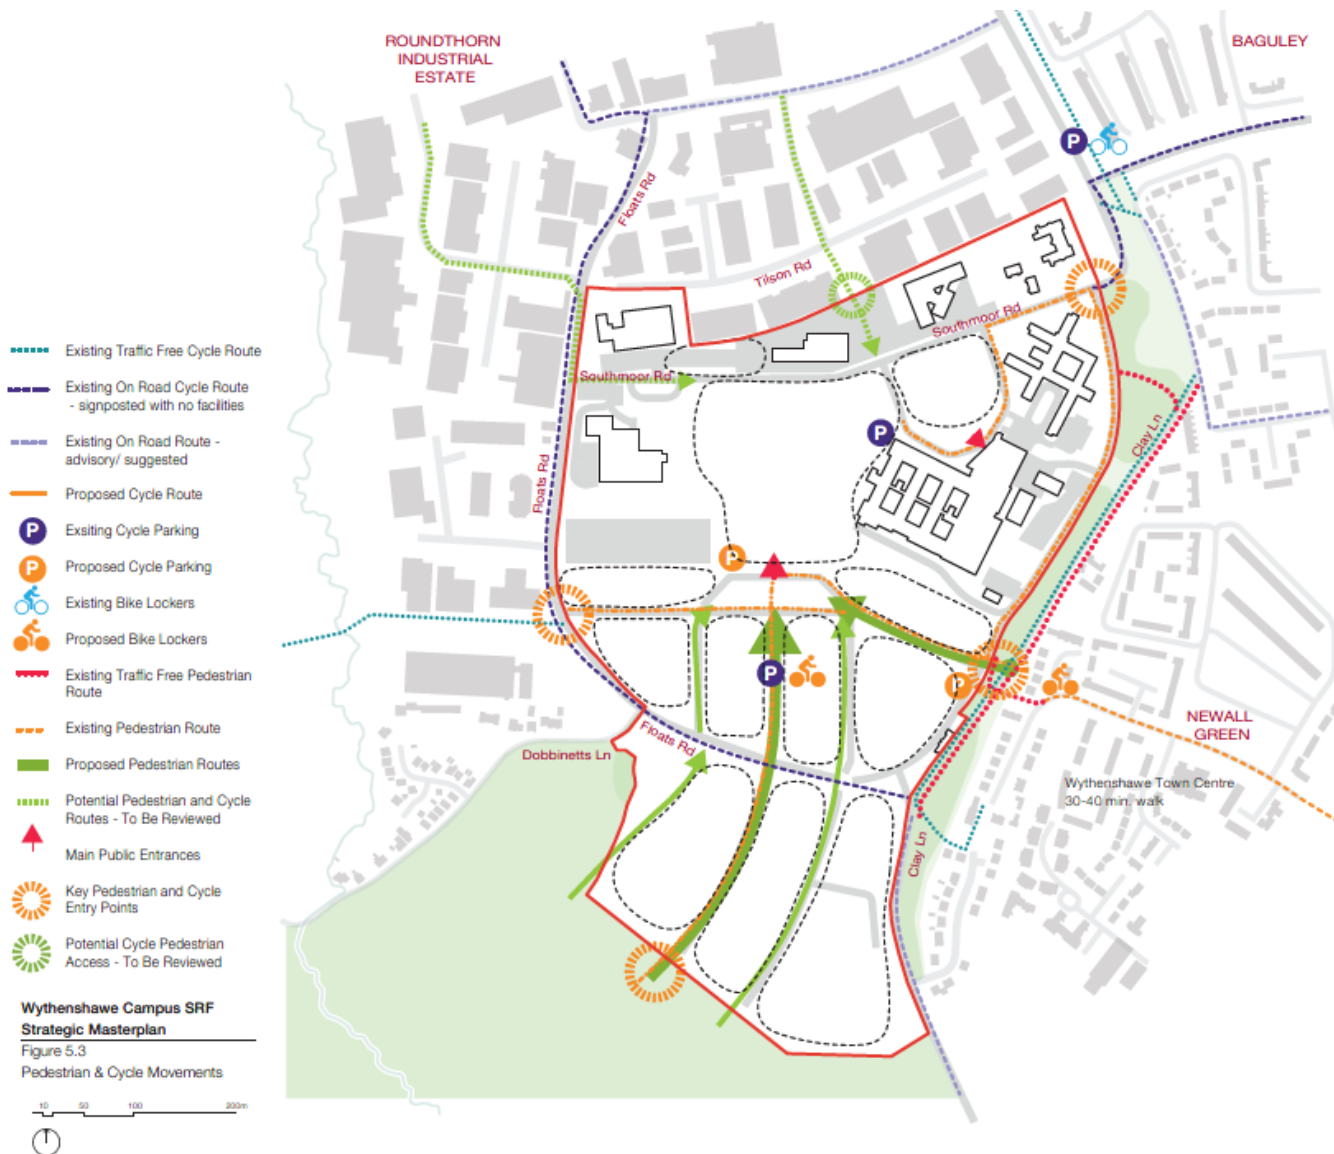 ROUNDTHORN
INDUSTRIAL
ESTATE
BAGULEY
P
Floats Rd
Tilson Rd
Southmoor Rd
Southmoor Rd
Clay Ln
P
Floats Rd
P
P
P
Floats Rd
Dobbinetts Ln
NEWALL
GREEN
Wythenshawe Town Centre
30-40 min. walk
Clay Ln
Existing Traffic Free Cycle Route
Existing On Road Cycle Route
- signposted with no facilities
Existing On Road Route -
advisory/ suggested
Proposed Cycle Route
P
Exsiting Cycle Parking
P
Proposed Cycle Parking
Existing Bike Lockers
Proposed Bike Lockers
Existing Traffic Free Pedestrian
Route
Existing Pedestrian Route
Proposed Pedestrian Routes
Potential Pedestrian and Cycle
Routes - To Be Reviewed
Main Public Entrances
Key Pedestrian and Cycle
Entry Points
Potential Cycle Pedestrian
Access - To Be Reviewed
Wythenshawe Campus SRF
Strategic Masterplan
Figure 5.3
Pedestrian & Cycle Movements
10 50 100 200m